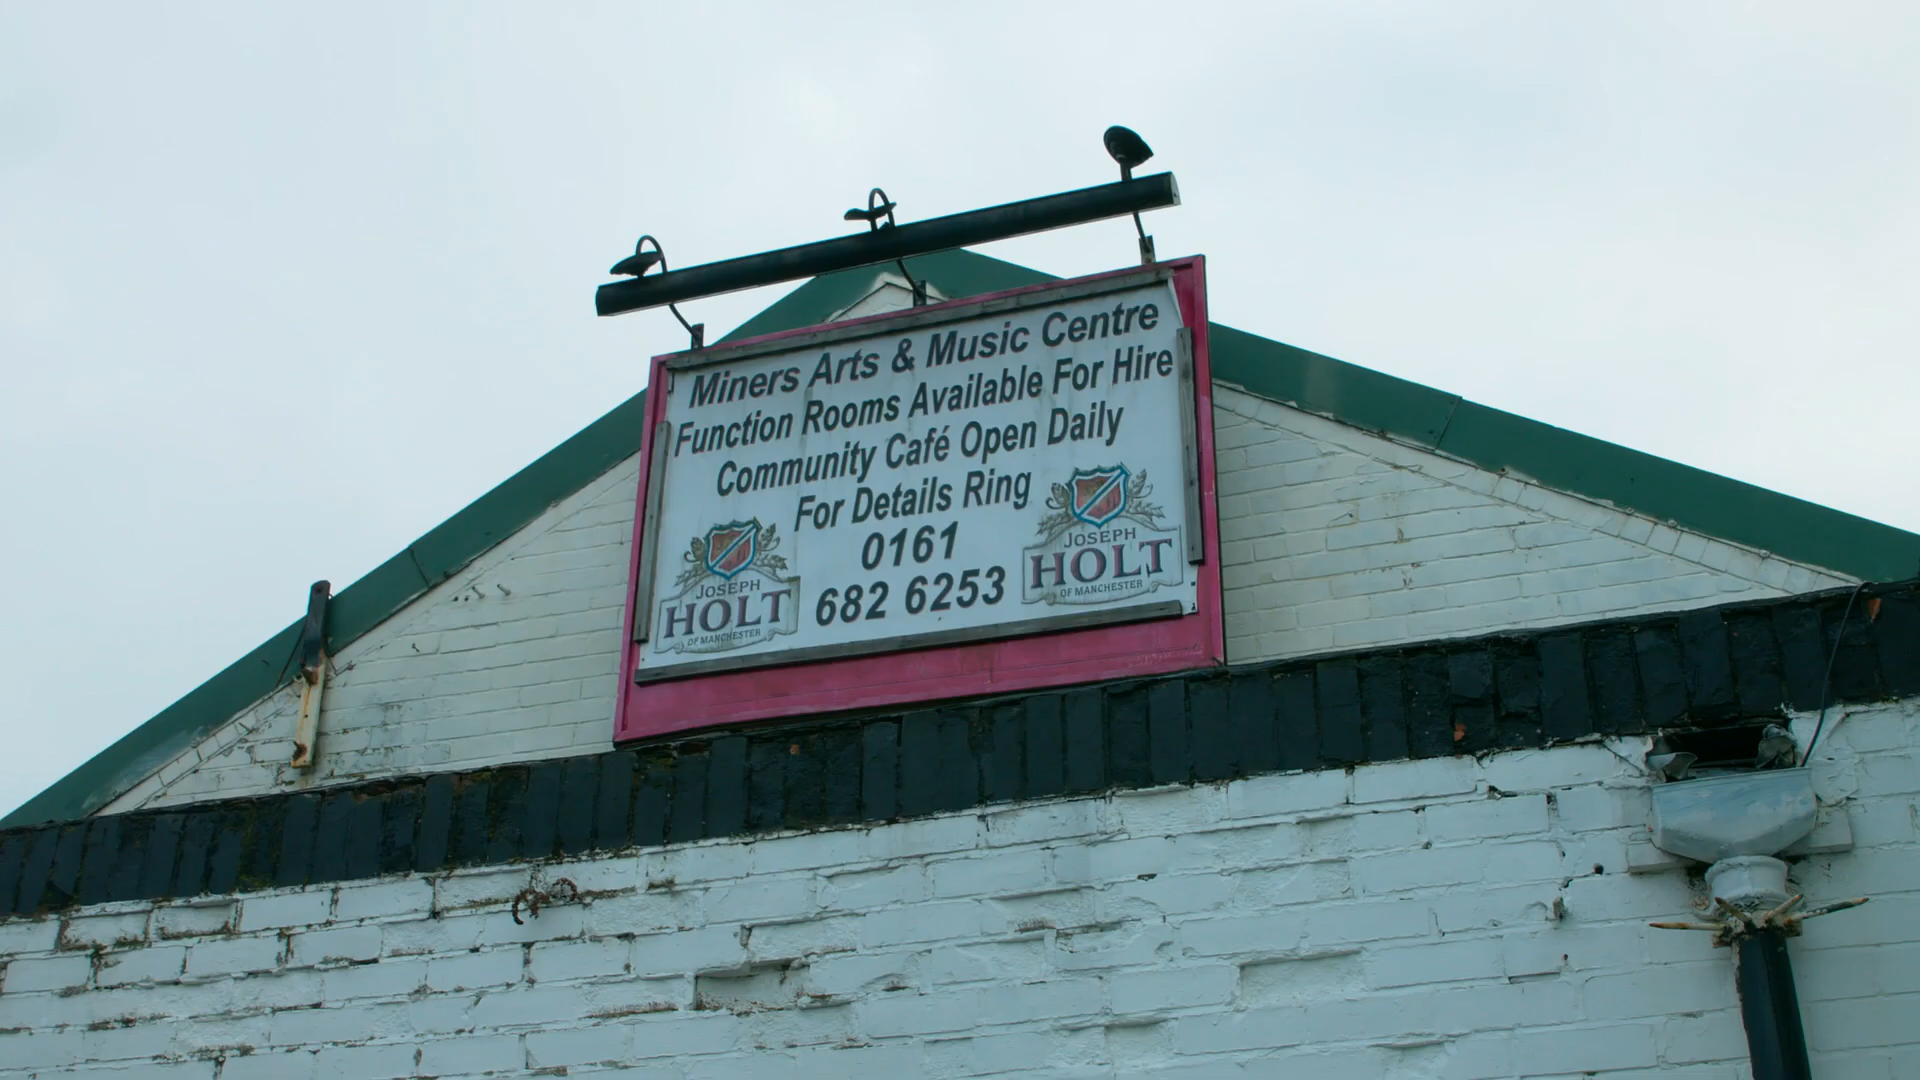 Miners Arts & Music Centre
Function Rooms Available For Hire
Community Café Open Daily
For Details Ring
0161
682 6253
JOSEPH
HOLT
OF MANCHESTER
JOSEPH
HOLT
OF MANCHESTER